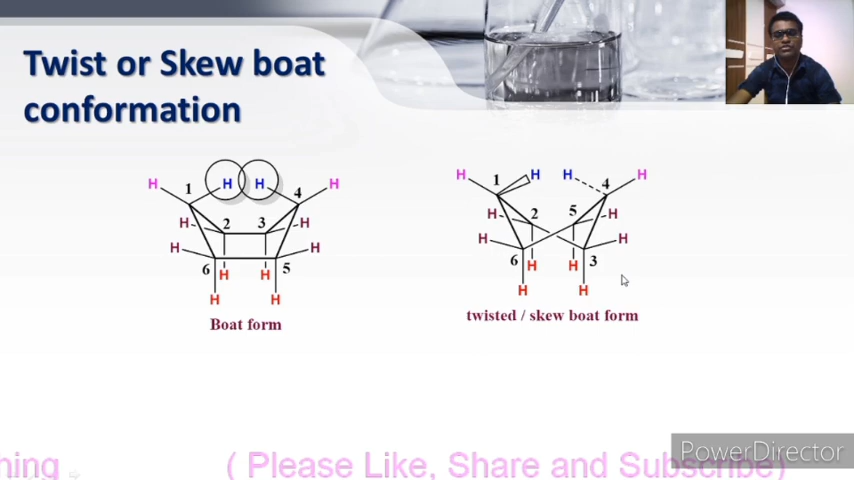 Twist or Skew boat
conformation
H 1 H H 4 H
H 2 3 H
H H
6 H H 5
H H
Boat form
H 1 H H 4 H
H 2 5 H
H H
6 H H 3
H H
twisted / skew boat form
PowerDirector
ning ( Please Like, Share and Subscribe)